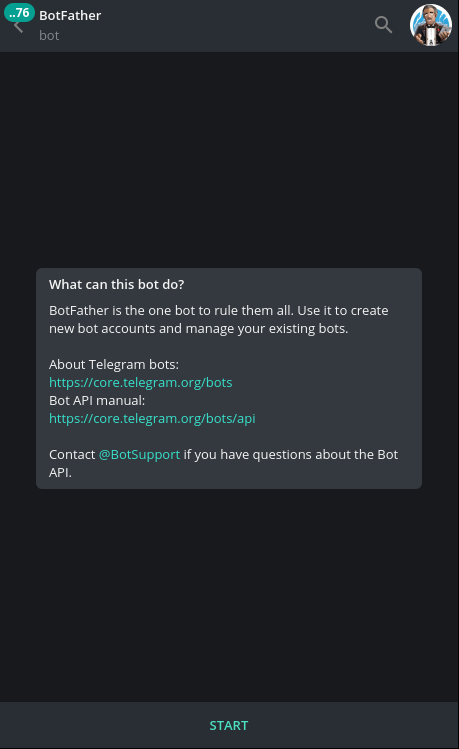 ..76
BotFather
bot
What can this bot do?
BotFather is the one bot to rule them all. Use it to create
new bot accounts and manage your existing bots.
About Telegram bots:
https://core.telegram.org/bots
Bot API manual:
https://core.telegram.org/bots/api
Contact @BotSupport if you have questions about the Bot
API.
START